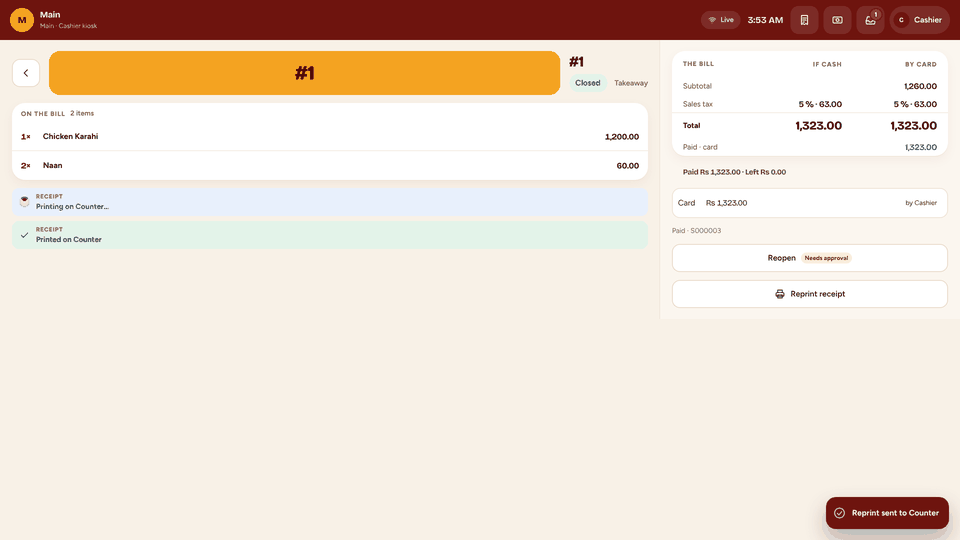 M
Main
Main · Cashier kiosk
Live
3:53 AM
1
C
Cashier
#1
#1
Closed
Takeaway
ON THE BILL 2 items
1× Chicken Karahi 1,200.00
2× Naan 60.00
RECEIPT
Printing on Counter...
RECEIPT
Printed on Counter
THE BILL IF CASH BY CARD
Subtotal 1,260.00
Sales tax 5 % · 63.00 5 % · 63.00
Total 1,323.00 1,323.00
Paid · card 1,323.00
Paid Rs 1,323.00 · Left Rs 0.00
Card Rs 1,323.00 by Cashier
Paid · S000003
Reopen Needs approval
Reprint receipt
Reprint sent to Counter